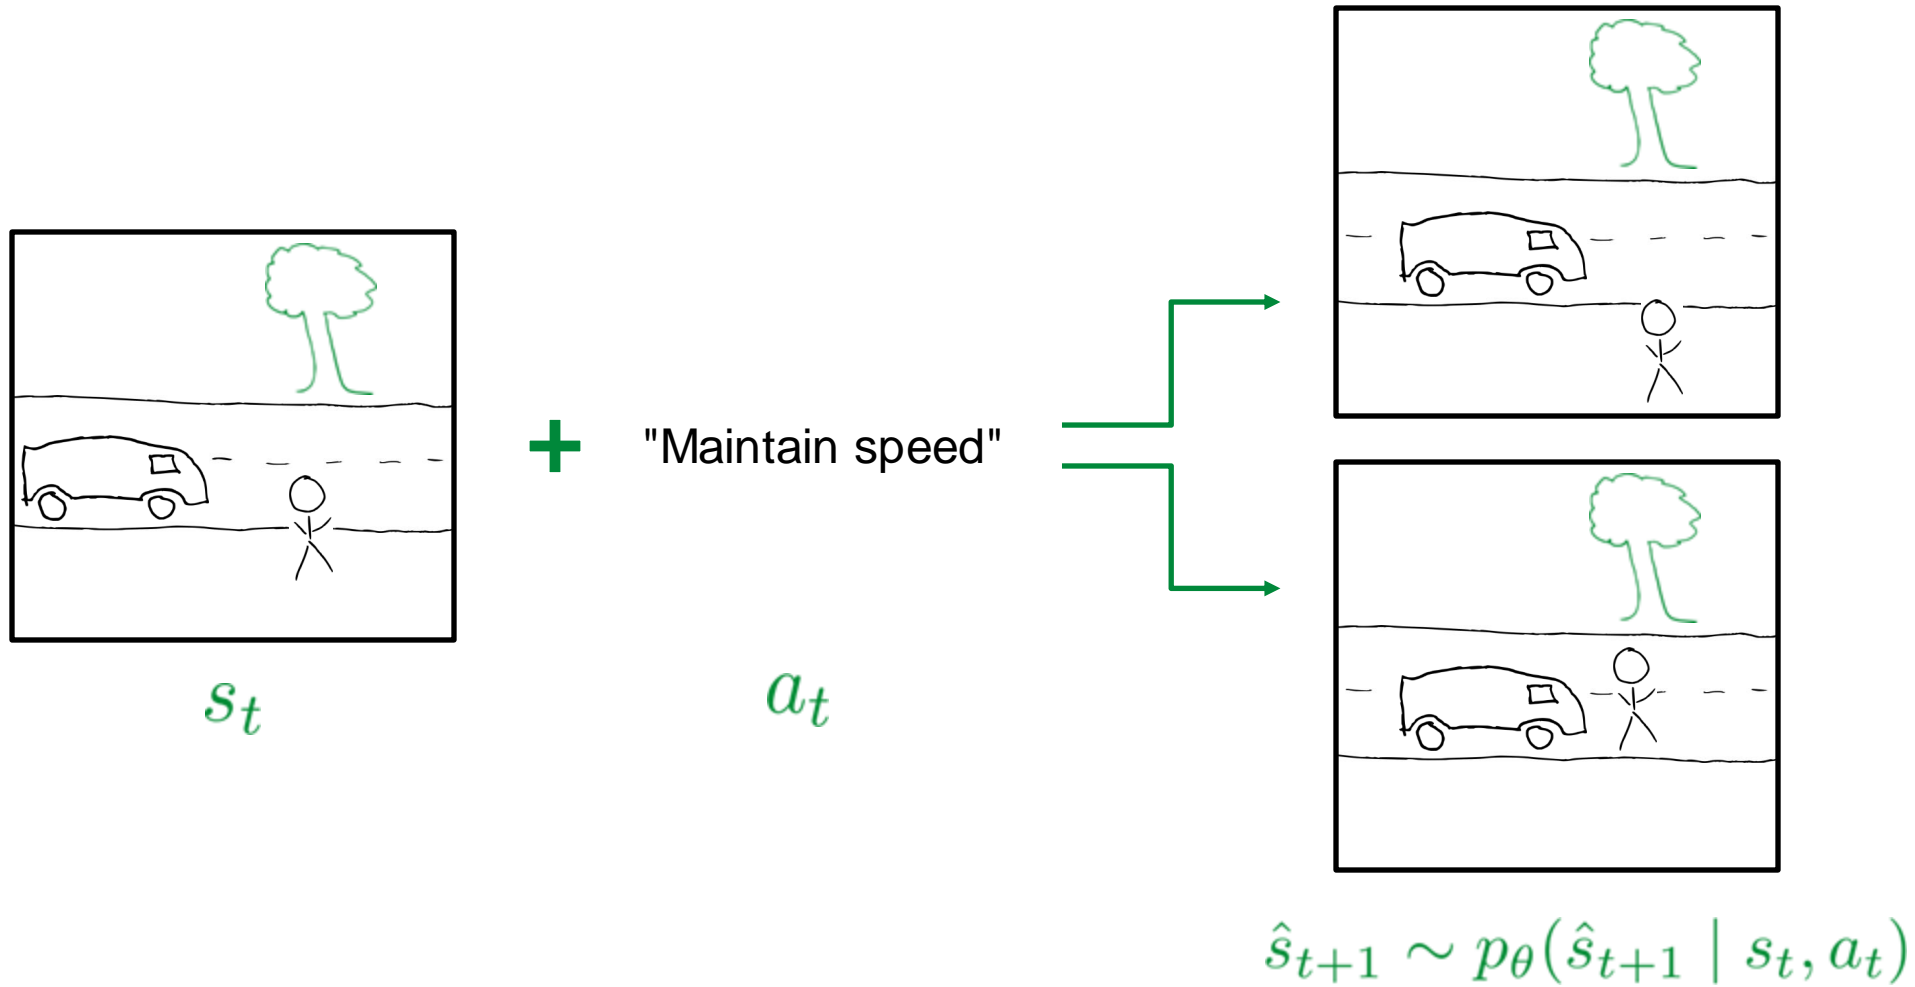 + "Maintain speed"
s_t
a_t
ŝ_{t+1} ∼ p_θ(ŝ_{t+1} | s_t, a_t)